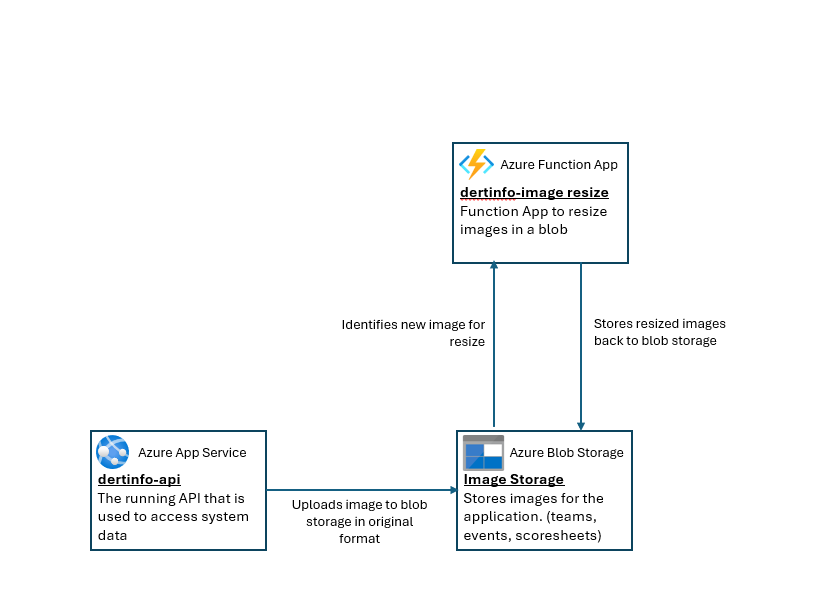 Azure Function App
dertinfo-image resize
Function App to resize
images in a blob
Identifies new image for
resize
Stores resized images
back to blob storage
Azure App Service
dertinfo-api
The running API that is
used to access system
data
Uploads image to blob
storage in original
format
Azure Blob Storage
Image Storage
Stores images for the
application. (teams,
events, scoresheets)